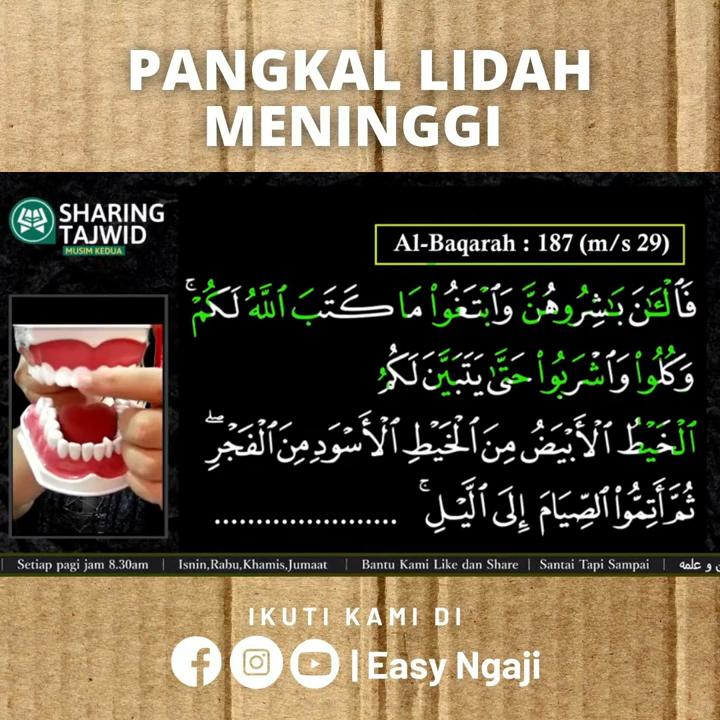 PANGKAL LIDAH
MENINGGI
SHARING
TAJWID
MUSIM KEDUA
Al-Baqarah : 187 (m/s 29)
فَٱلْـَٰٔنَ بَـٰشِرُوهُنَّ وَٱبْتَغُوا۟ مَا كَتَبَ ٱللَّهُ لَكُمْ ۚ
وَكُلُوا۟ وَٱشْرَبُوا۟ حَتَّىٰ يَتَبَيَّنَ لَكُمُ
ٱلْخَيْطُ ٱلْأَبْيَضُ مِنَ ٱلْخَيْطِ ٱلْأَسْوَدِ مِنَ ٱلْفَجْرِ ۖ
ثُمَّ أَتِمُّوا۟ ٱلصِّيَامَ إِلَى ٱلَّيْلِ ۚ ......................
| Setiap pagi jam 8.30am | Isnin,Rabu,Khamis,Jumaat | Bantu Kami Like dan Share | Santai Tapi Sampai | و علمه
IKUTI KAMI DI
| Easy Ngaji